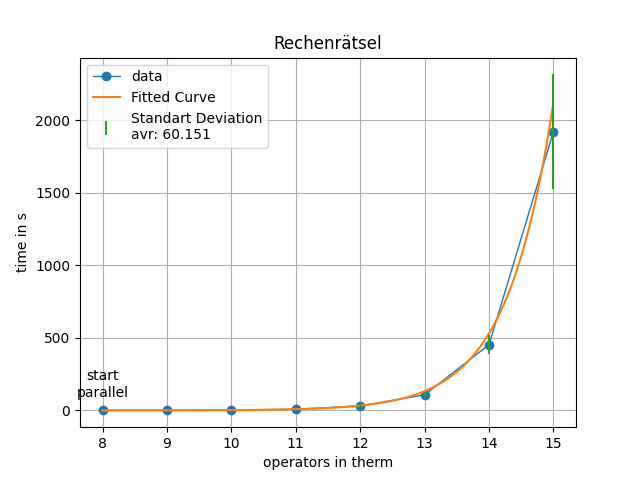 Rechenrätsel
data
Fitted Curve
Standart Deviation
avr: 60.151
time in s
2000
1500
1000
500
0
start
parallel
8 9 10 11 12 13 14 15
operators in therm